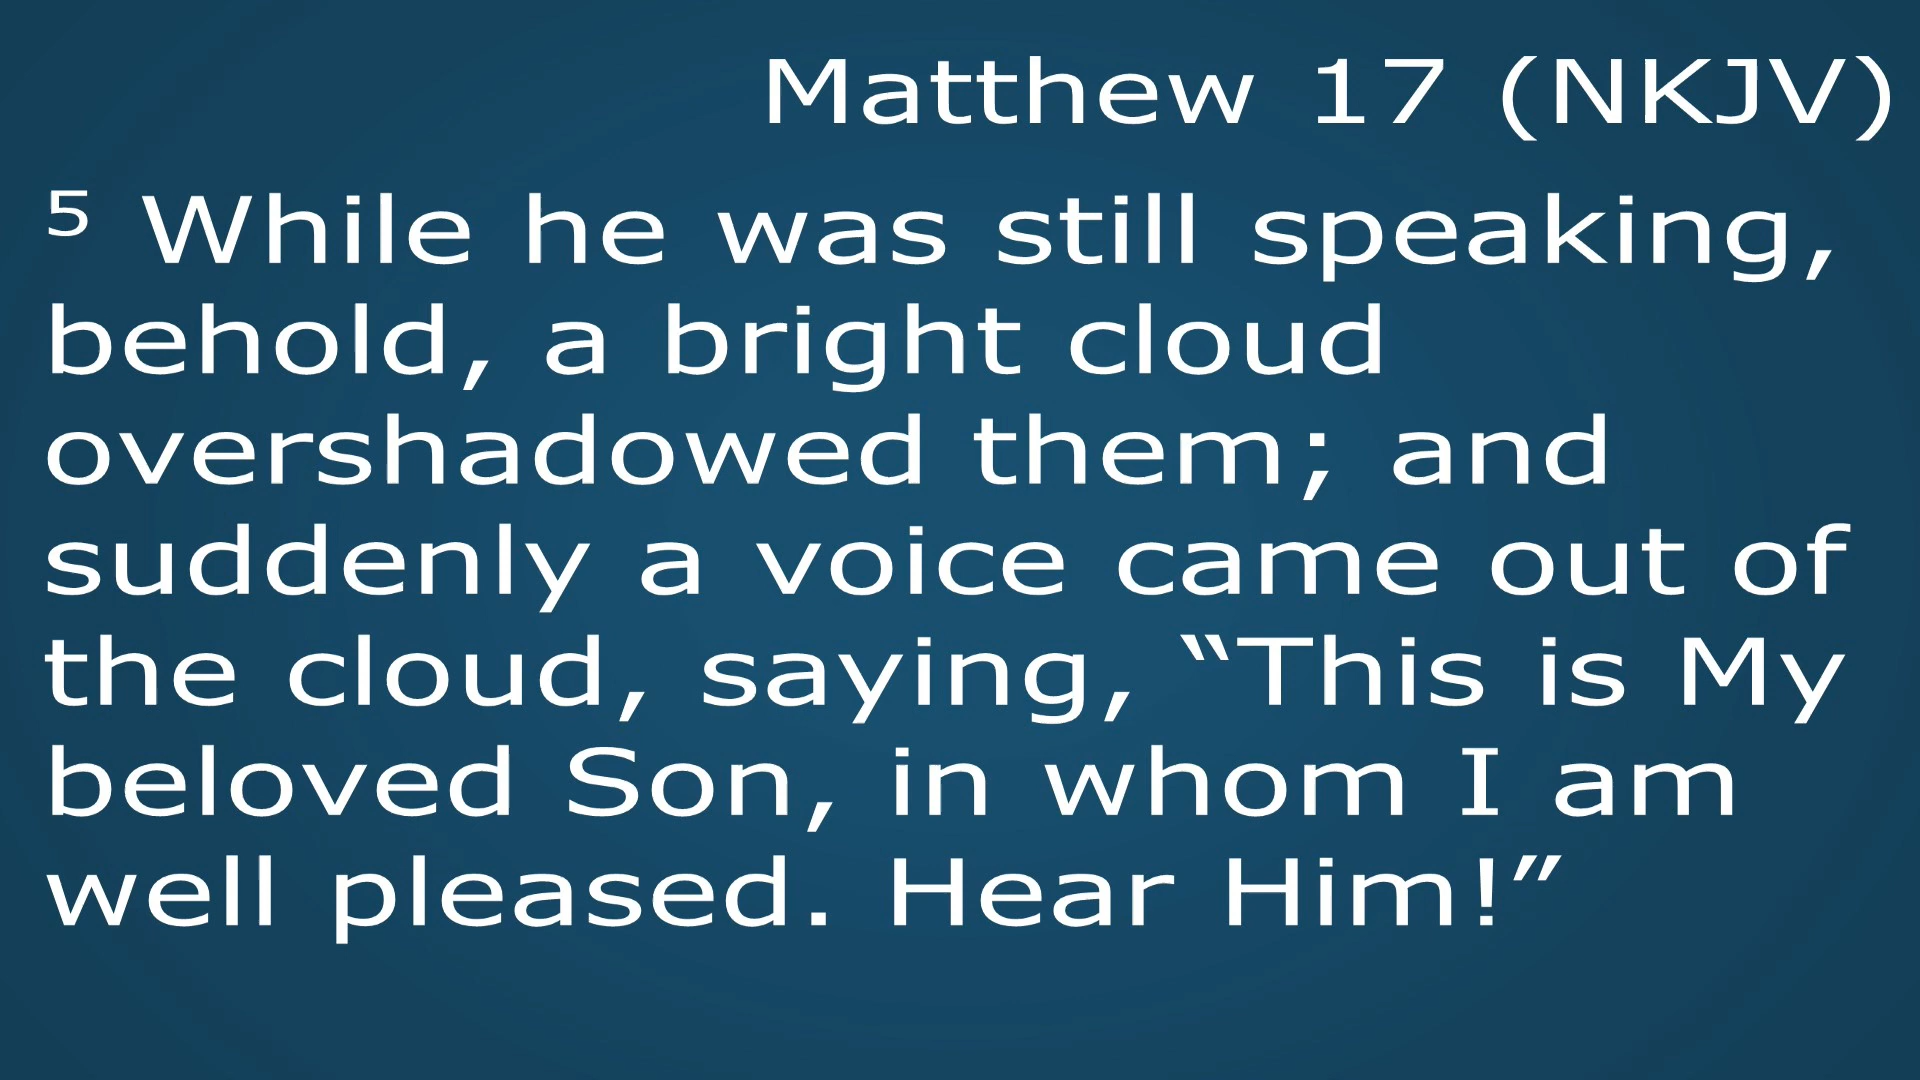 Matthew 17 (NKJV)
⁵ While he was still speaking,
behold, a bright cloud
overshadowed them; and
suddenly a voice came out of
the cloud, saying, “This is My
beloved Son, in whom I am
well pleased. Hear Him!”